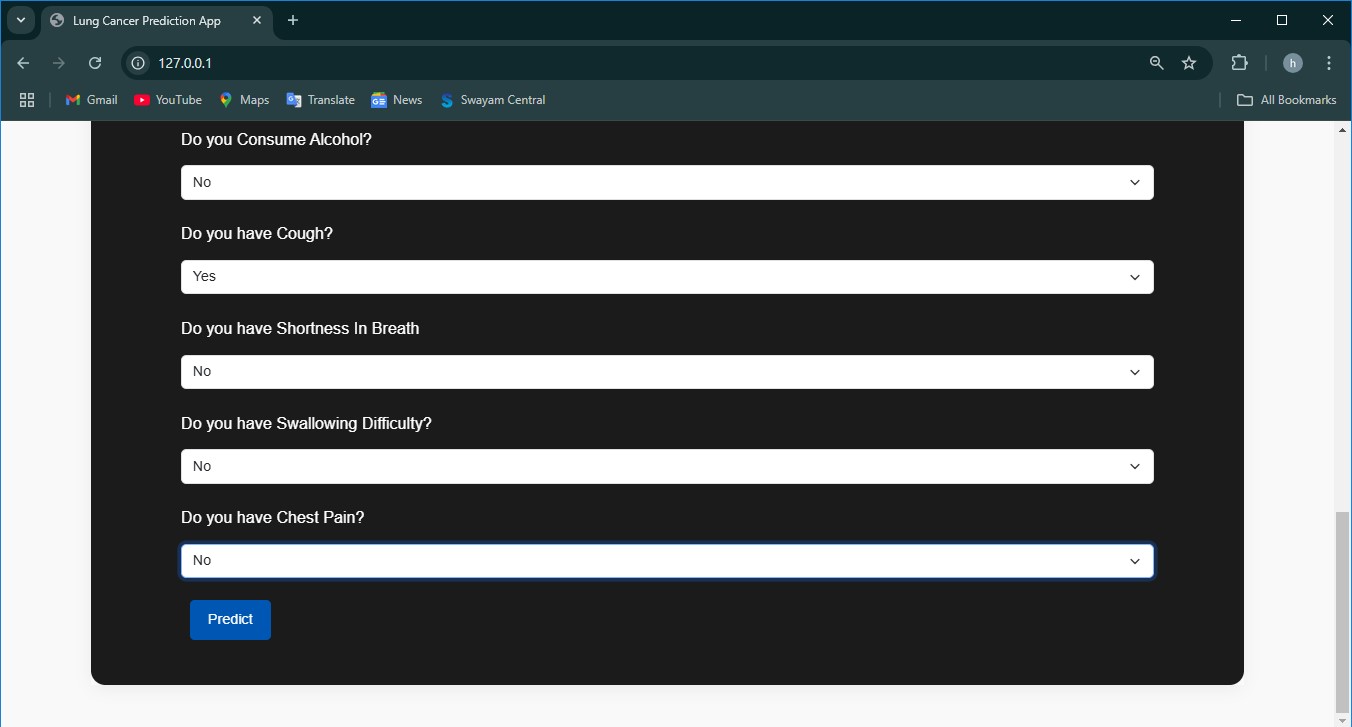 Lung Cancer Prediction App
127.0.0.1
h
Gmail YouTube Maps Translate News Swayam Central All Bookmarks
Do you Consume Alcohol?
No
Do you have Cough?
Yes
Do you have Shortness In Breath
No
Do you have Swallowing Difficulty?
No
Do you have Chest Pain?
No
Predict